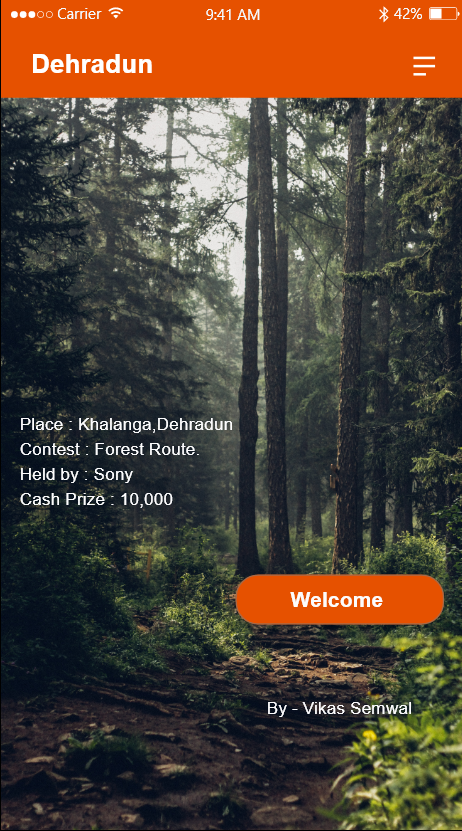 Carrier 9:41 AM 42%
Dehradun
Place : Khalanga,Dehradun
Contest : Forest Route.
Held by : Sony
Cash Prize : 10,000
Welcome
By - Vikas Semwal